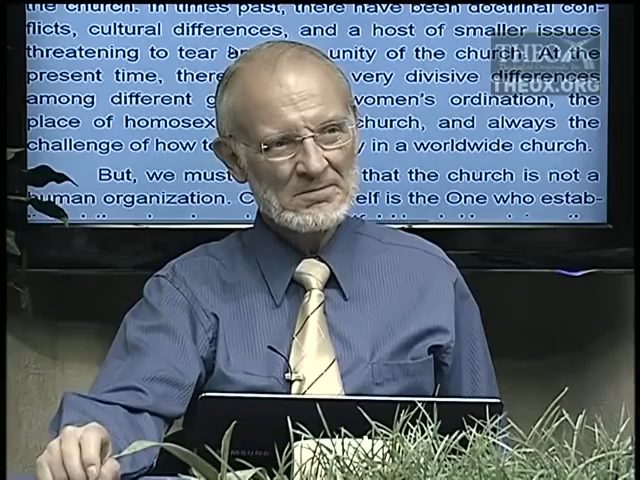 the church. In times past, there have been doctrinal con-
flicts, cultural differences, and a host of smaller issues
threatening to tear unity of the church. At the
present time, there very divisive differences
among different women's ordination, the
place of homosex church, and always the
challenge of how to in a worldwide church.
But, we must that the church is not a
human organization. is the One who estab-
THEOX
THEOX.ORG